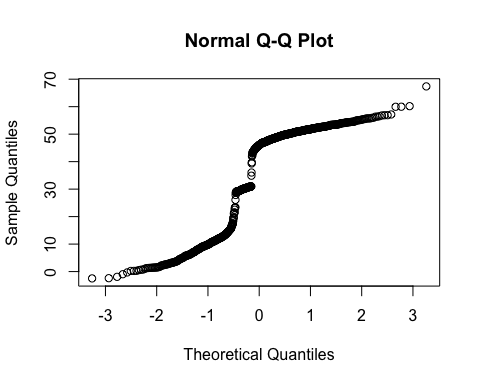 Normal Q-Q Plot
Sample Quantiles
70
50
30
10
0
-3 -2 -1 0 1 2 3
Theoretical Quantiles